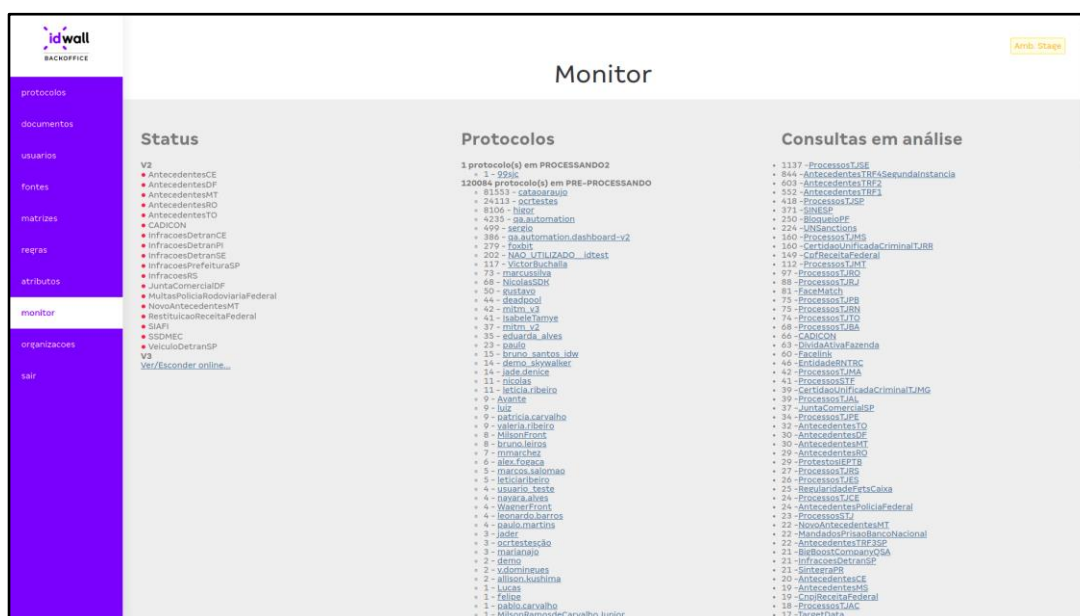 idwall
BACKOFFICE
protocolos
documentos
usuarios
fontes
matrizes
regras
atributos
monitor
organizacoes
sair
Amb. Stage
Monitor
Status
V2
AntecedentesCE
AntecedentesDF
AntecedentesMT
AntecedentesRO
AntecedentesTO
CADICON
InfracoesDetranCE
InfracoesDetranPI
InfracoesDetranSE
InfracoesPrefeituraSP
InfracoesRS
JuntaComercialDF
MultasPoliciaRodoviariaFederal
NovoAntecedentesMT
RestituicaoReceitaFederal
SIAFI
SSDMEC
VeiculoDetranSP
V3
Ver/Esconder online...
Protocolos
1 protocolo(s) em PROCESSANDO2
1 - 99sjc
120084 protocolo(s) em PRE-PROCESSANDO
81553 - cataoaraujo
24113 - ocrtestes
8106 - higor
4235 - qa.automation
499 - sergio
386 - qa.automation.dashboard-v2
279 - foxbit
202 - NAO_UTILIZADO__idtest
117 - VictorBuchalla
73 - marcussilva
68 - NicolasSDK
50 - gustavo
44 - deadpool
42 - mitm_v3
41 - IsabeleTamye
37 - mitm_v2
35 - eduarda_alves
23 - paulo
15 - bruno_santos_idw
14 - demo_skywalker
14 - jade.denice
11 - nicolas
11 - leticia.ribeiro
9 - Avante
9 - luiz
9 - patricia.carvalho
9 - valeria.ribeiro
8 - MilsonFront
8 - bruno.leiros
7 - mmarchez
6 - alex.fogaca
5 - marcos.salomao
5 - leticiaribeiro
4 - usuario_teste
4 - nayara.alves
4 - WagnerFront
4 - leonardo.barros
4 - paulo.martins
3 - jader
3 - ocrtestesção
3 - marianajo
2 - demo
2 - v.domingues
2 - allison.kushima
1 - Lucas
1 - felipe
1 - pablo.carvalho
1 - MilsonRamosdeCarvalhoJunior
Consultas em análise
1137 -ProcessosTJSE
844 -AntecedentesTRF4SegundaInstancia
603 -AntecedentesTRF2
552 -AntecedentesTRF1
418 -ProcessosTJSP
371 -SINESP
250 -BloqueioPF
224 -UNSanctions
160 -ProcessosTJMS
160 -CertidaoUnificadaCriminalTJRR
149 -CpfReceitaFederal
112 -ProcessosTJMT
97 -ProcessosTJRO
88 -ProcessosTJRJ
81 -FaceMatch
75 -ProcessosTJPB
75 -ProcessosTJRN
74 -ProcessosTJTO
68 -ProcessosTJBA
66 -CADICON
63 -DividaAtivaFazenda
60 -Facelink
46 -EntidadeRNTRC
42 -ProcessosTJMA
41 -ProcessosSTF
39 -CertidaoUnificadaCriminalTJMG
39 -ProcessosTJAL
37 -JuntaComercialSP
34 -ProcessosTJPE
32 -AntecedentesTO
30 -AntecedentesDF
30 -AntecedentesMT
29 -AntecedentesRO
29 -ProtestosIEPTB
27 -ProcessosTJRS
26 -ProcessosTJES
25 -RegularidadeFgtsCaixa
24 -ProcessosTJCE
24 -AntecedentesPoliciaFederal
23 -ProcessosSTJ
22 -NovoAntecedentesMT
22 -MandadosPrisaoBancoNacional
22 -AntecedentesTRF3SP
21 -BigBoostCompanyQSA
21 -InfracoesDetranSP
21 -SintegraPR
20 -AntecedentesCE
19 -AntecedentesMS
19 -CnpjReceitaFederal
18 -ProcessosTJAC
17 -TargetData